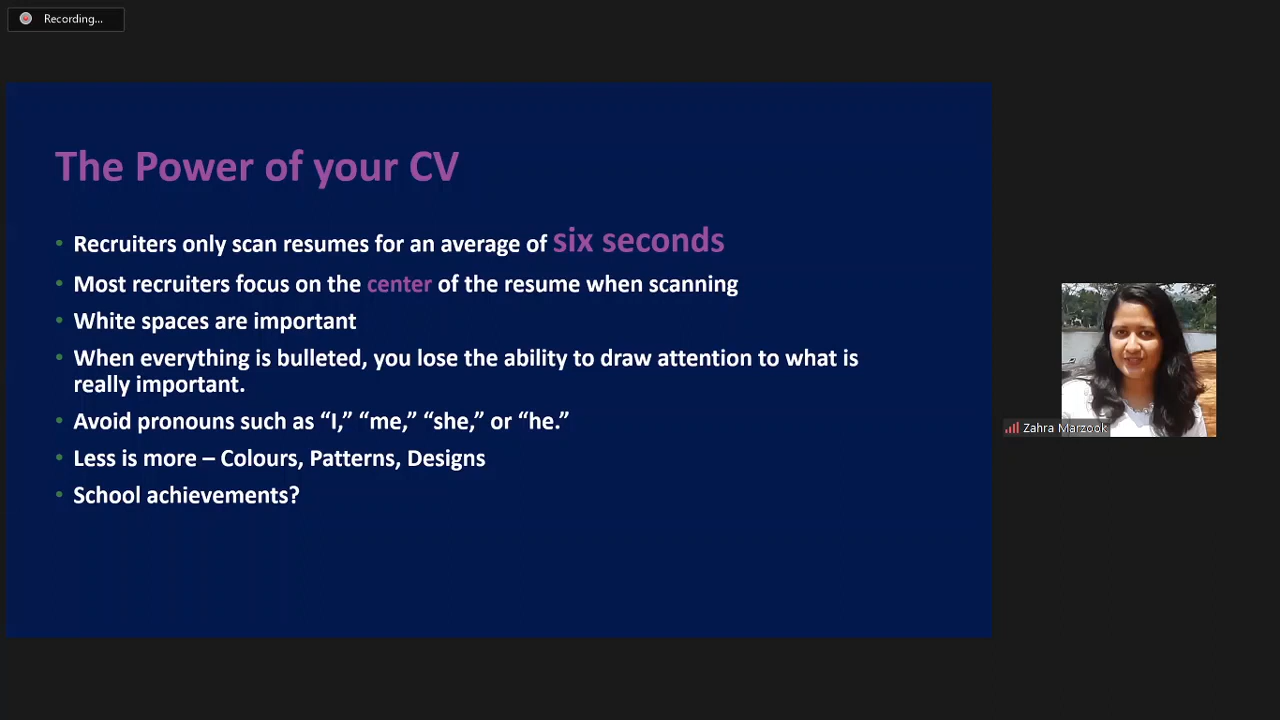 Recording...
The Power of your CV
• Recruiters only scan resumes for an average of six seconds
• Most recruiters focus on the center of the resume when scanning
• White spaces are important
• When everything is bulleted, you lose the ability to draw attention to what is
really important.
• Avoid pronouns such as “I,” “me,” “she,” or “he.”
• Less is more – Colours, Patterns, Designs
• School achievements?
Zahra Marzook